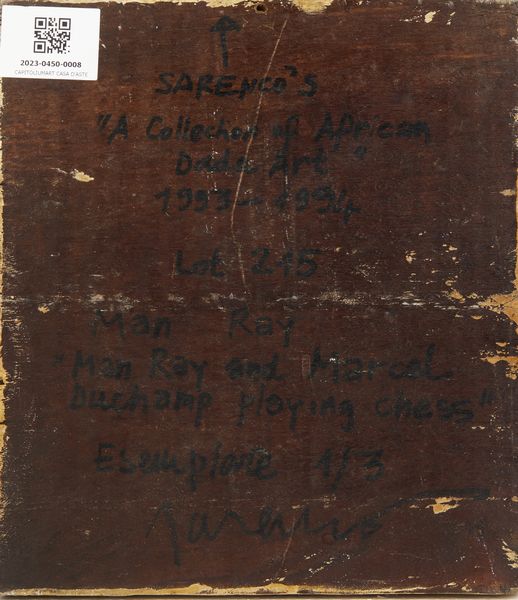 2023-0450-0008
CAPITOLIUMART CASA D'ASTE
SARENCO'S
"A Collection of African
Dada Art"
1993-1994
Lot 215
Man Ray
"Man Ray and Marcel
Duchamp playing chess"
Esemplare 1/3
Sarenco